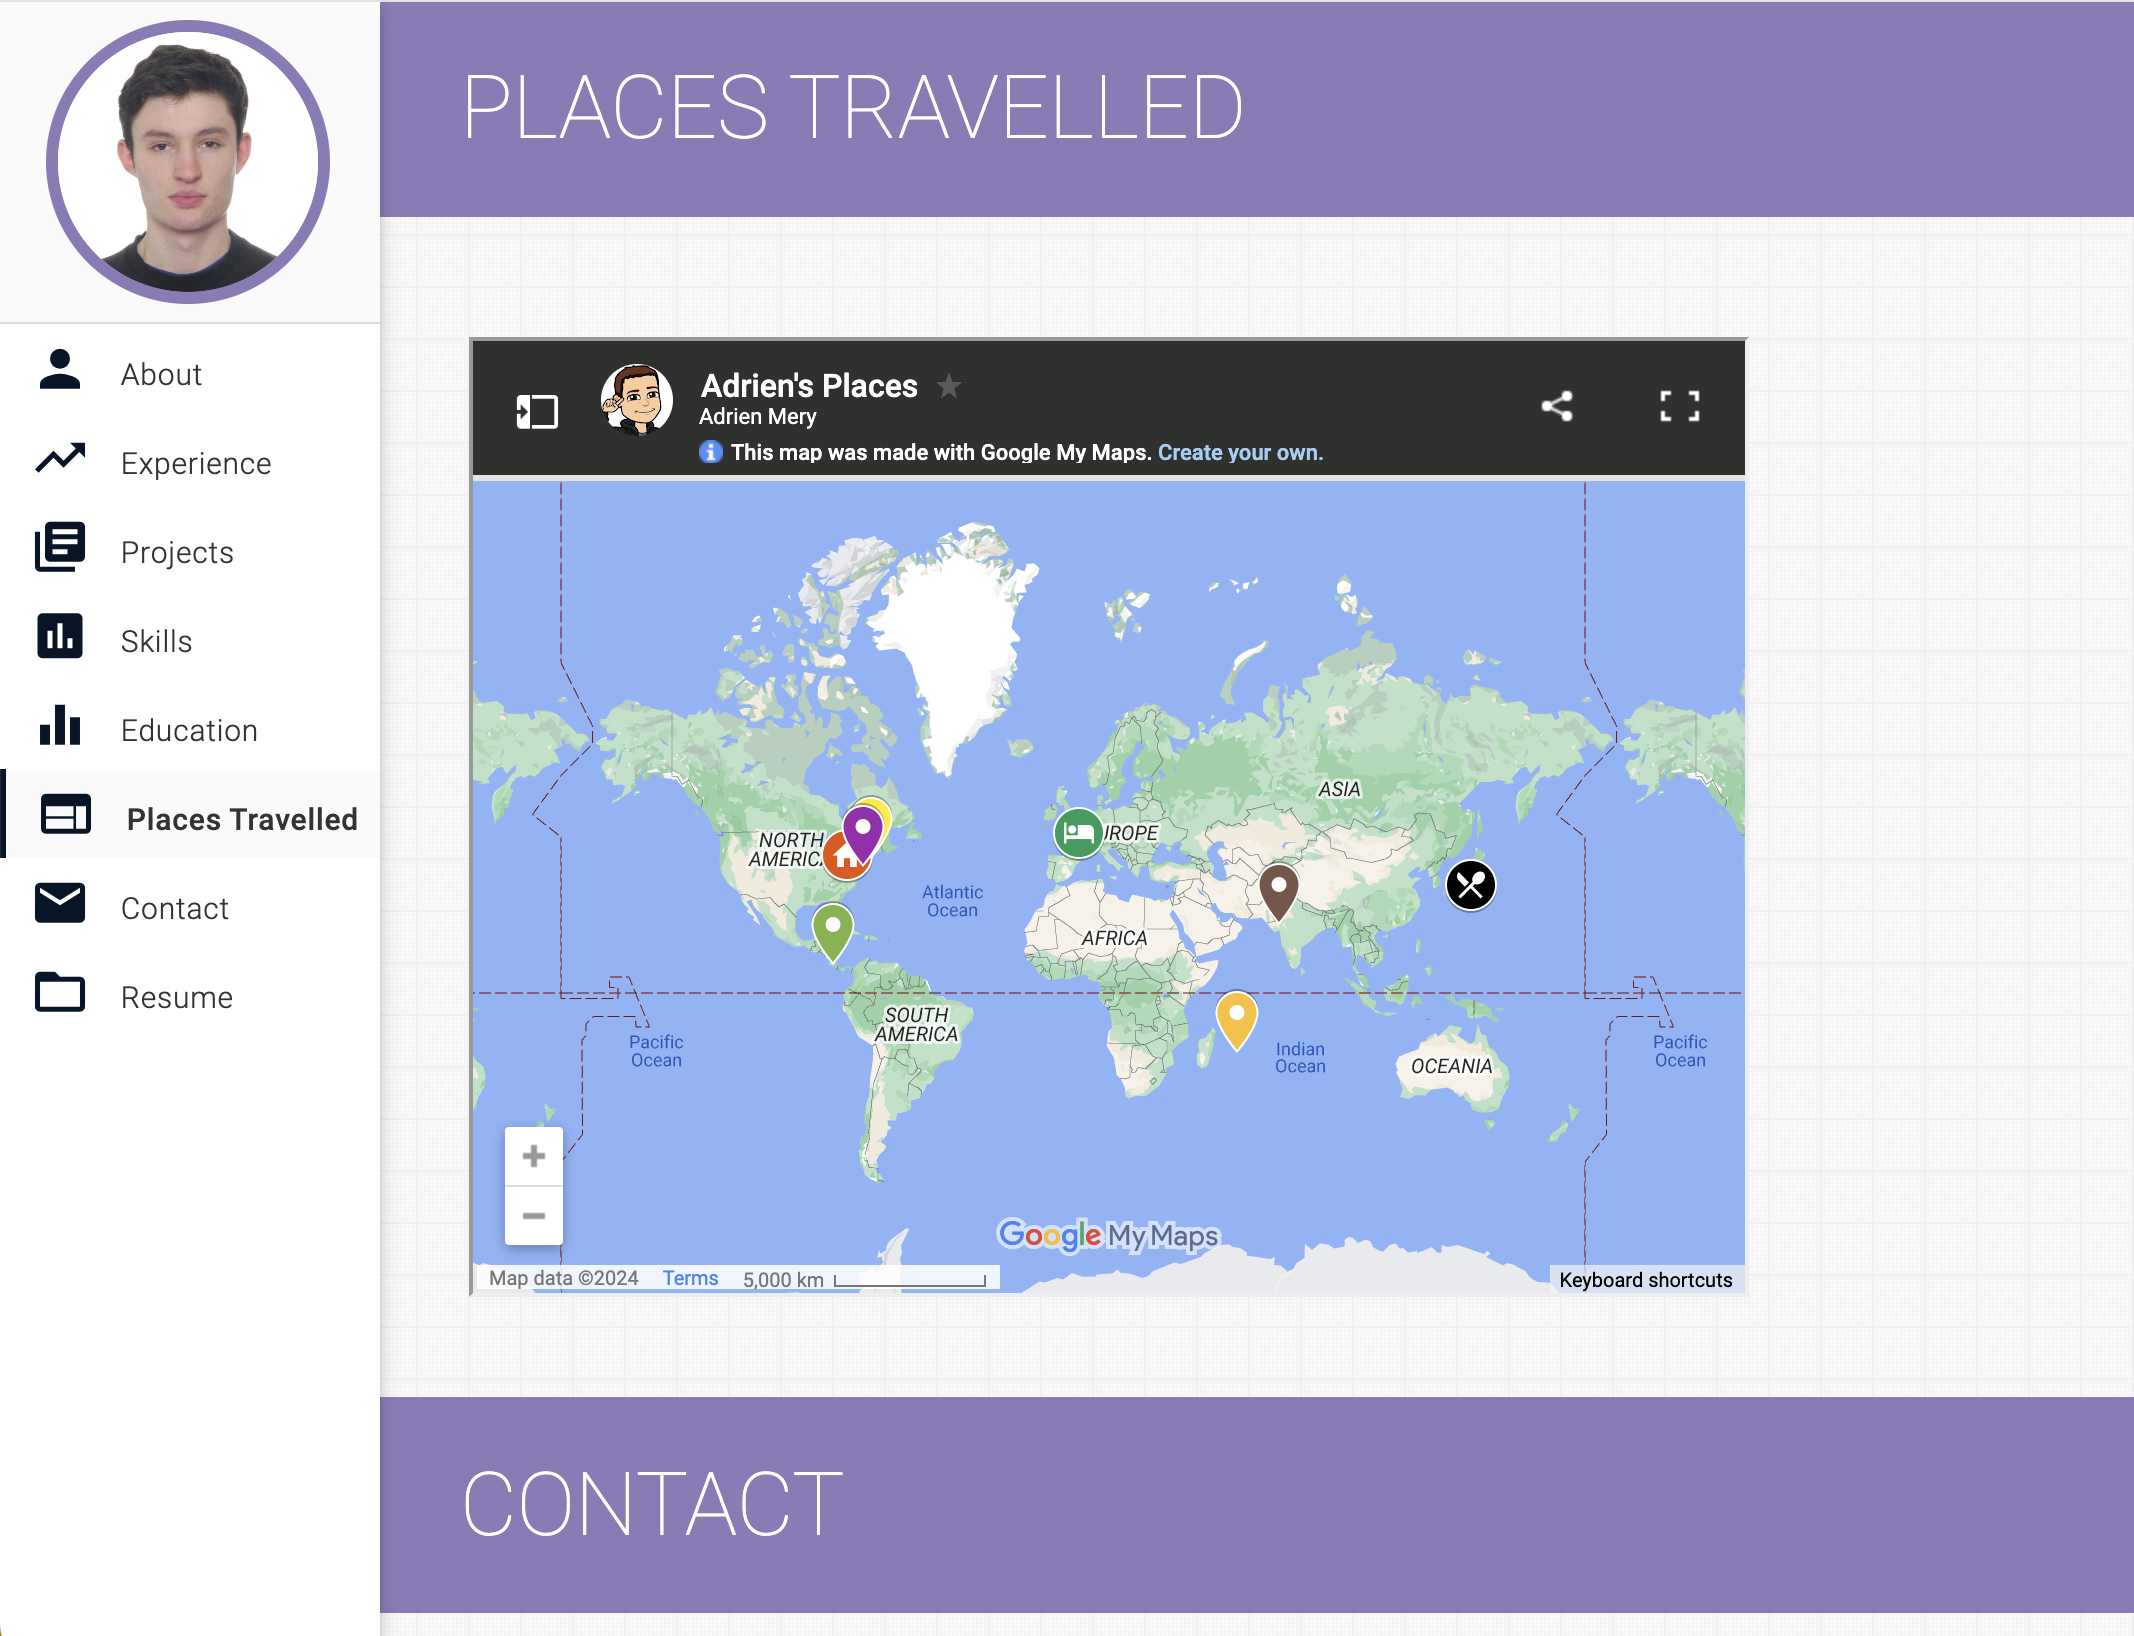 PLACES TRAVELLED
About
Experience
Projects
Skills
Education
Places Travelled
Contact
Resume
Adrien's Places
Adrien Mery
This map was made with Google My Maps. Create your own.
ASIA
NORTH
AMERICA
UROPE
Atlantic
Ocean
AFRICA
SOUTH
AMERICA
Pacific
Ocean
Indian
Ocean
OCEANIA
Pacific
Ocean
Google My Maps
Map data ©2024 Terms 5,000 km
Keyboard shortcuts
CONTACT